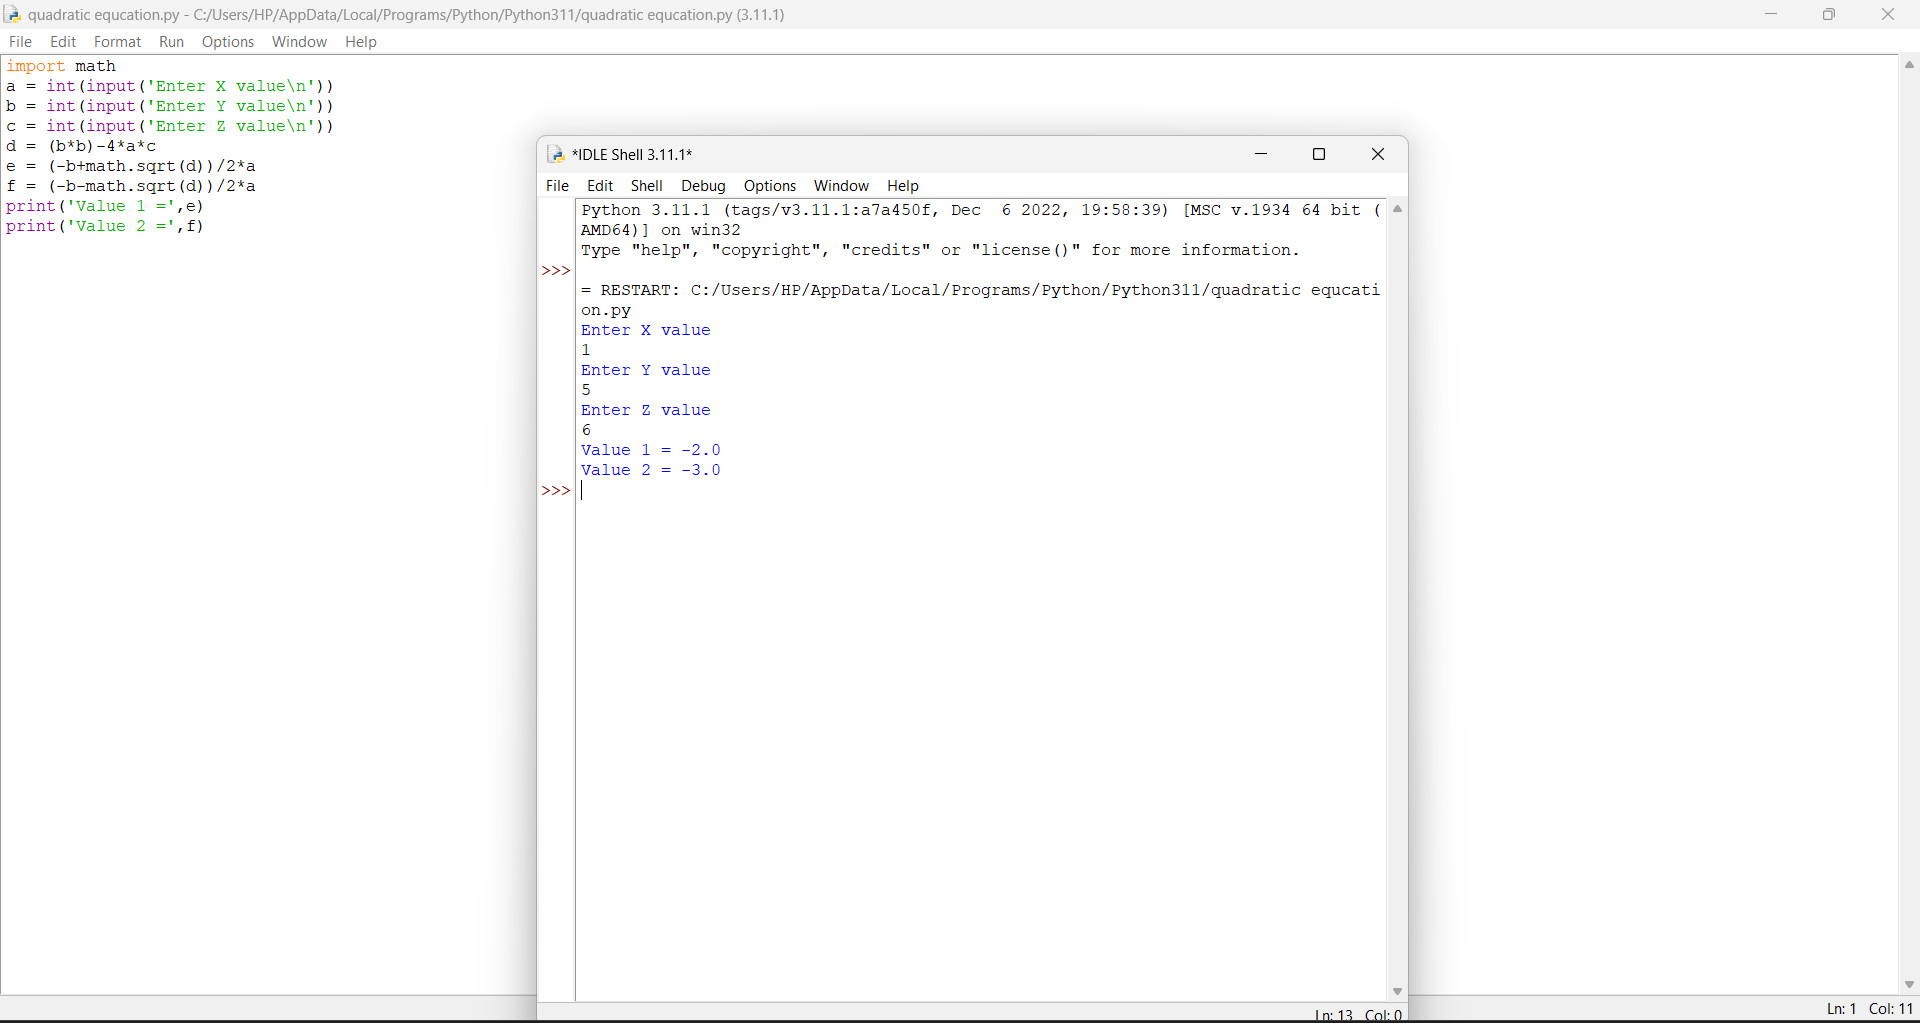 quadratic equcation.py - C:/Users/HP/AppData/Local/Programs/Python/Python311/quadratic equcation.py (3.11.1)
File Edit Format Run Options Window Help
import math
a = int(input('Enter X value\n'))
b = int(input('Enter Y value\n'))
c = int(input('Enter Z value\n'))
d = (b*b)-4*a*c
e = (-b+math.sqrt(d))/2*a
f = (-b-math.sqrt(d))/2*a
print('Value 1 =',e)
print('Value 2 =',f)
*IDLE Shell 3.11.1*
File Edit Shell Debug Options Window Help
Python 3.11.1 (tags/v3.11.1:a7a450f, Dec  6 2022, 19:58:39) [MSC v.1934 64 bit (
AMD64)] on win32
Type "help", "copyright", "credits" or "license()" for more information.
>>>
= RESTART: C:/Users/HP/AppData/Local/Programs/Python/Python311/quadratic equcati
on.py
Enter X value
1
Enter Y value
5
Enter Z value
6
Value 1 = -2.0
Value 2 = -3.0
>>>
Ln: 13 Col: 0
Ln: 1 Col: 11